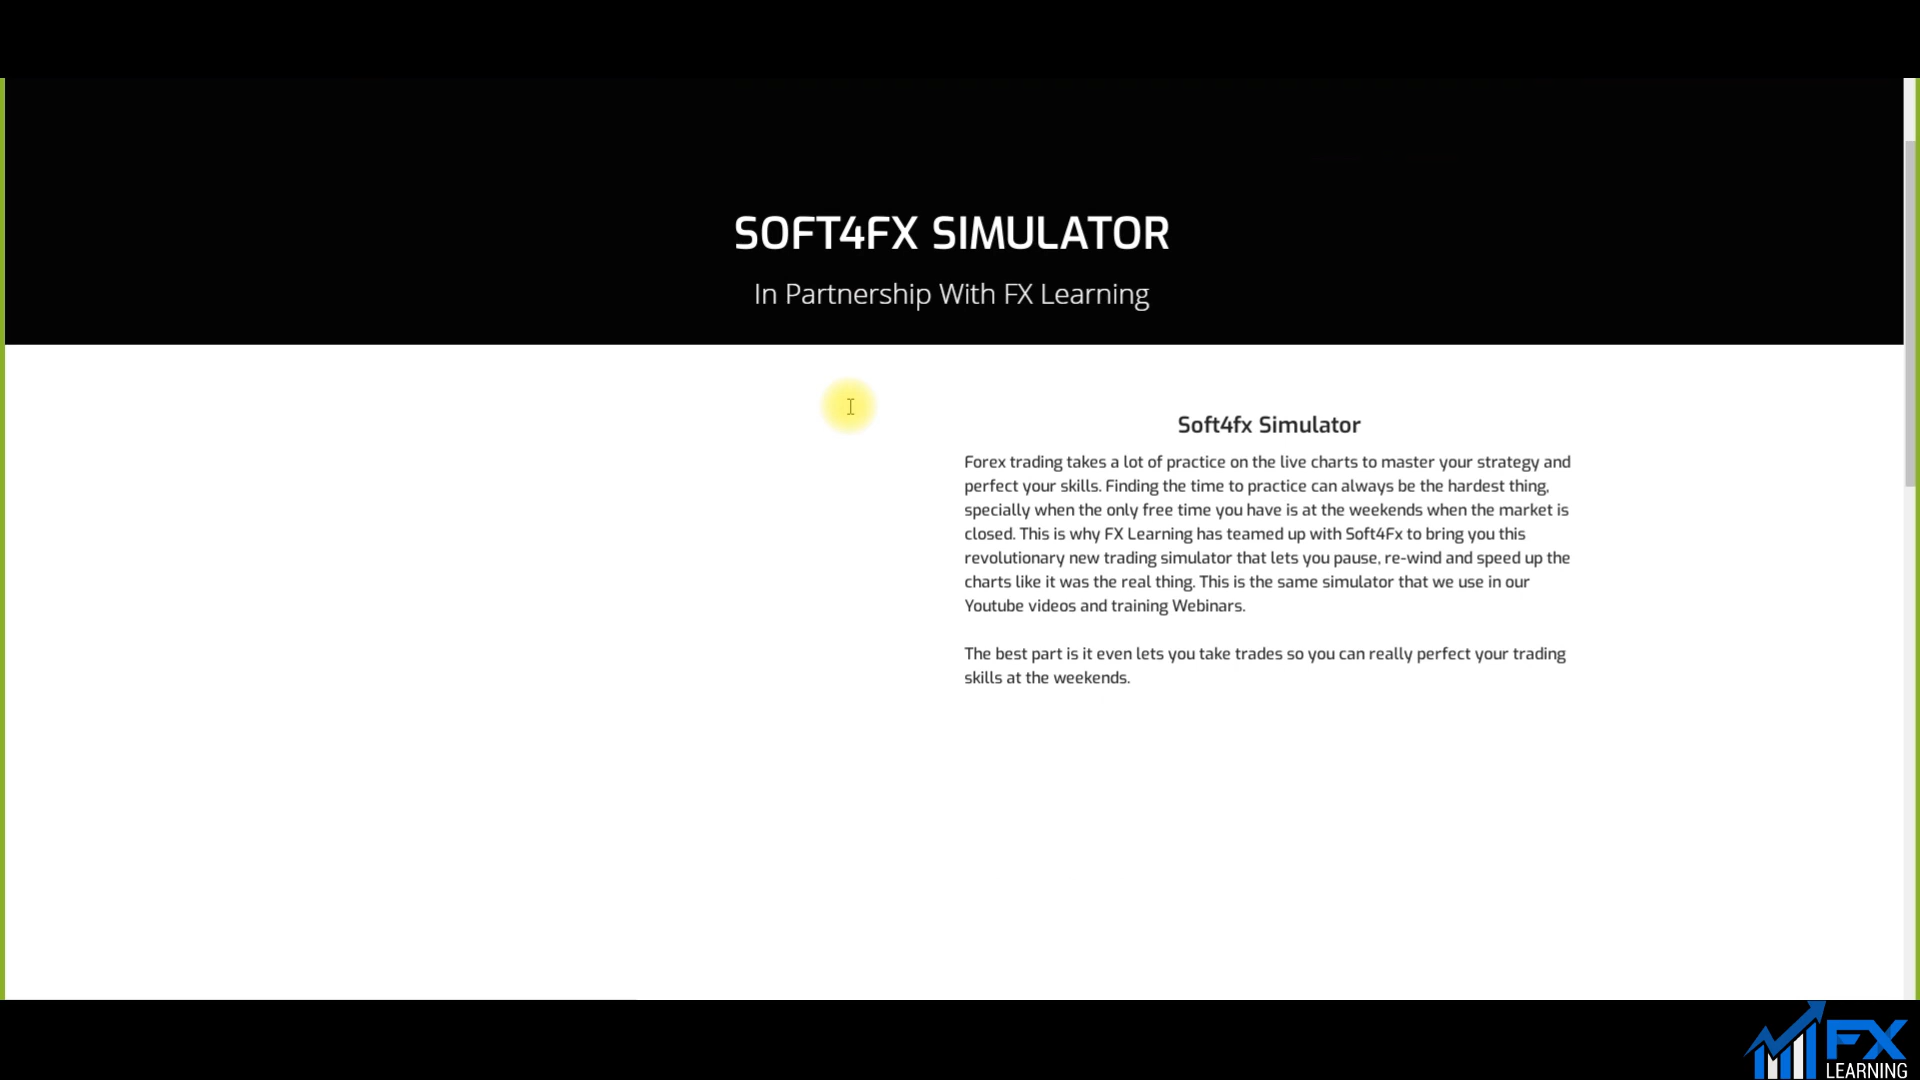 SOFT4FX SIMULATOR
In Partnership With FX Learning
Soft4fx Simulator
Forex trading takes a lot of practice on the live charts to master your strategy and
perfect your skills. Finding the time to practice can always be the hardest thing,
specially when the only free time you have is at the weekends when the market is
closed. This is why FX Learning has teamed up with Soft4Fx to bring you this
revolutionary new trading simulator that lets you pause, re-wind and speed up the
charts like it was the real thing. This is the same simulator that we use in our
Youtube videos and training Webinars.
The best part is it even lets you take trades so you can really perfect your trading
skills at the weekends.
FX
LEARNING